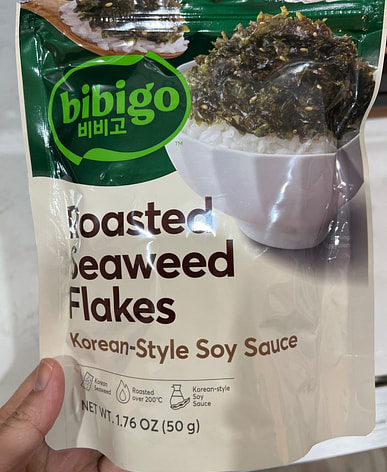 bibigo
비비고
TM
Roasted
Seaweed
Flakes
Korean-Style Soy Sauce
Korean
Seaweed
Roasted
over 200°C
Korean-style
Soy
Sauce
NET WT. 1.76 OZ (50 g)